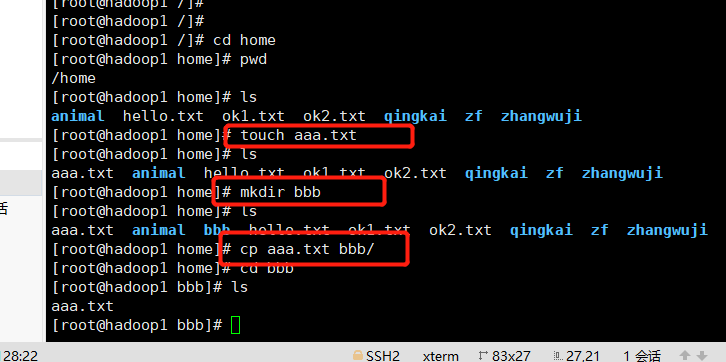 [root@hadoop1 /]#
[root@hadoop1 /]#
[root@hadoop1 /]# cd home
[root@hadoop1 home]# pwd
/home
[root@hadoop1 home]# ls
animal hello.txt ok1.txt ok2.txt qingkai zf zhangwuji
[root@hadoop1 home]# touch aaa.txt
[root@hadoop1 home]# ls
aaa.txt animal hello.txt ok1.txt ok2.txt qingkai zf zhangwuji
[root@hadoop1 home]# mkdir bbb
[root@hadoop1 home]# ls
aaa.txt animal bbb hello.txt ok1.txt ok2.txt qingkai zf zhangwuji
[root@hadoop1 home]# cp aaa.txt bbb/
[root@hadoop1 home]# cd bbb
[root@hadoop1 bbb]# ls
aaa.txt
[root@hadoop1 bbb]#
话
28:22 SSH2 xterm 83x27 27,21 1 会话